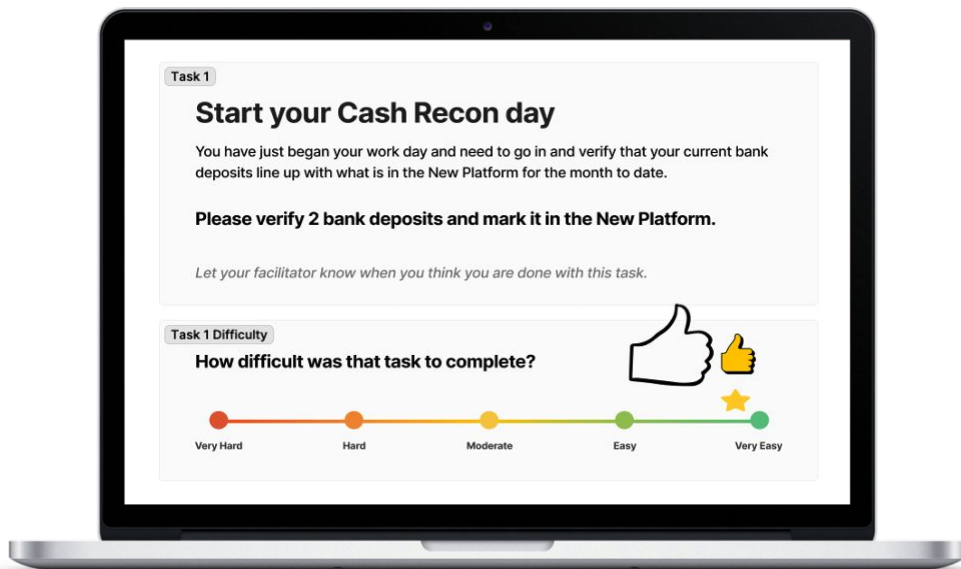 Task 1
Start your Cash Recon day
You have just began your work day and need to go in and verify that your current bank
deposits line up with what is in the New Platform for the month to date.
Please verify 2 bank deposits and mark it in the New Platform.
Let your facilitator know when you think you are done with this task.
Task 1 Difficulty
How difficult was that task to complete?
Very Hard
Hard
Moderate
Easy
Very Easy